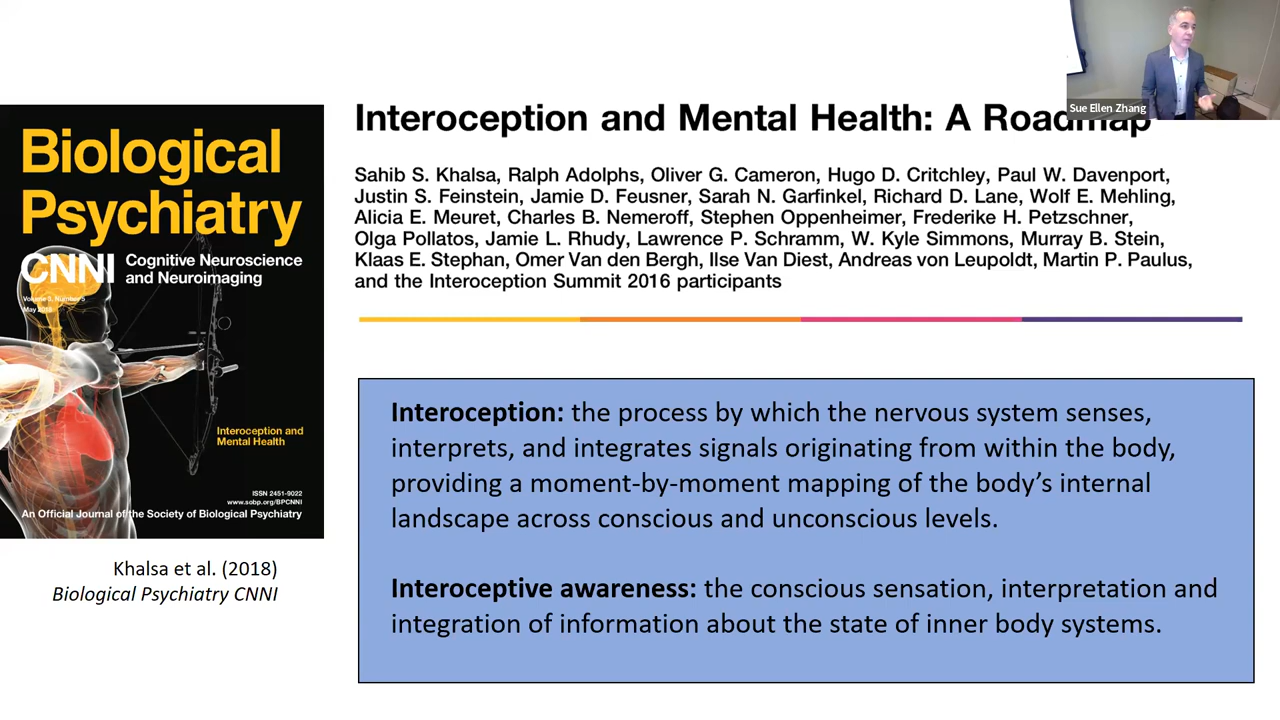 Sue Ellen Zhang
Biological
Psychiatry
CNNI Cognitive Neuroscience
and Neuroimaging
Volume 3, Number 5
May 2018
Interoception and
Mental Health
ISSN 2451-9022
www.sobp.org/BPCNNI
An Official Journal of the Society of Biological Psychiatry
Khalsa et al. (2018)
Biological Psychiatry CNNI
Interoception and Mental Health: A Roadmap
Sahib S. Khalsa, Ralph Adolphs, Oliver G. Cameron, Hugo D. Critchley, Paul W. Davenport,
Justin S. Feinstein, Jamie D. Feusner, Sarah N. Garfinkel, Richard D. Lane, Wolf E. Mehling,
Alicia E. Meuret, Charles B. Nemeroff, Stephen Oppenheimer, Frederike H. Petzschner,
Olga Pollatos, Jamie L. Rhudy, Lawrence P. Schramm, W. Kyle Simmons, Murray B. Stein,
Klaas E. Stephan, Omer Van den Bergh, Ilse Van Diest, Andreas von Leupoldt, Martin P. Paulus,
and the Interoception Summit 2016 participants
Interoception: the process by which the nervous system senses,
interprets, and integrates signals originating from within the body,
providing a moment-by-moment mapping of the body's internal
landscape across conscious and unconscious levels.
Interoceptive awareness: the conscious sensation, interpretation and
integration of information about the state of inner body systems.